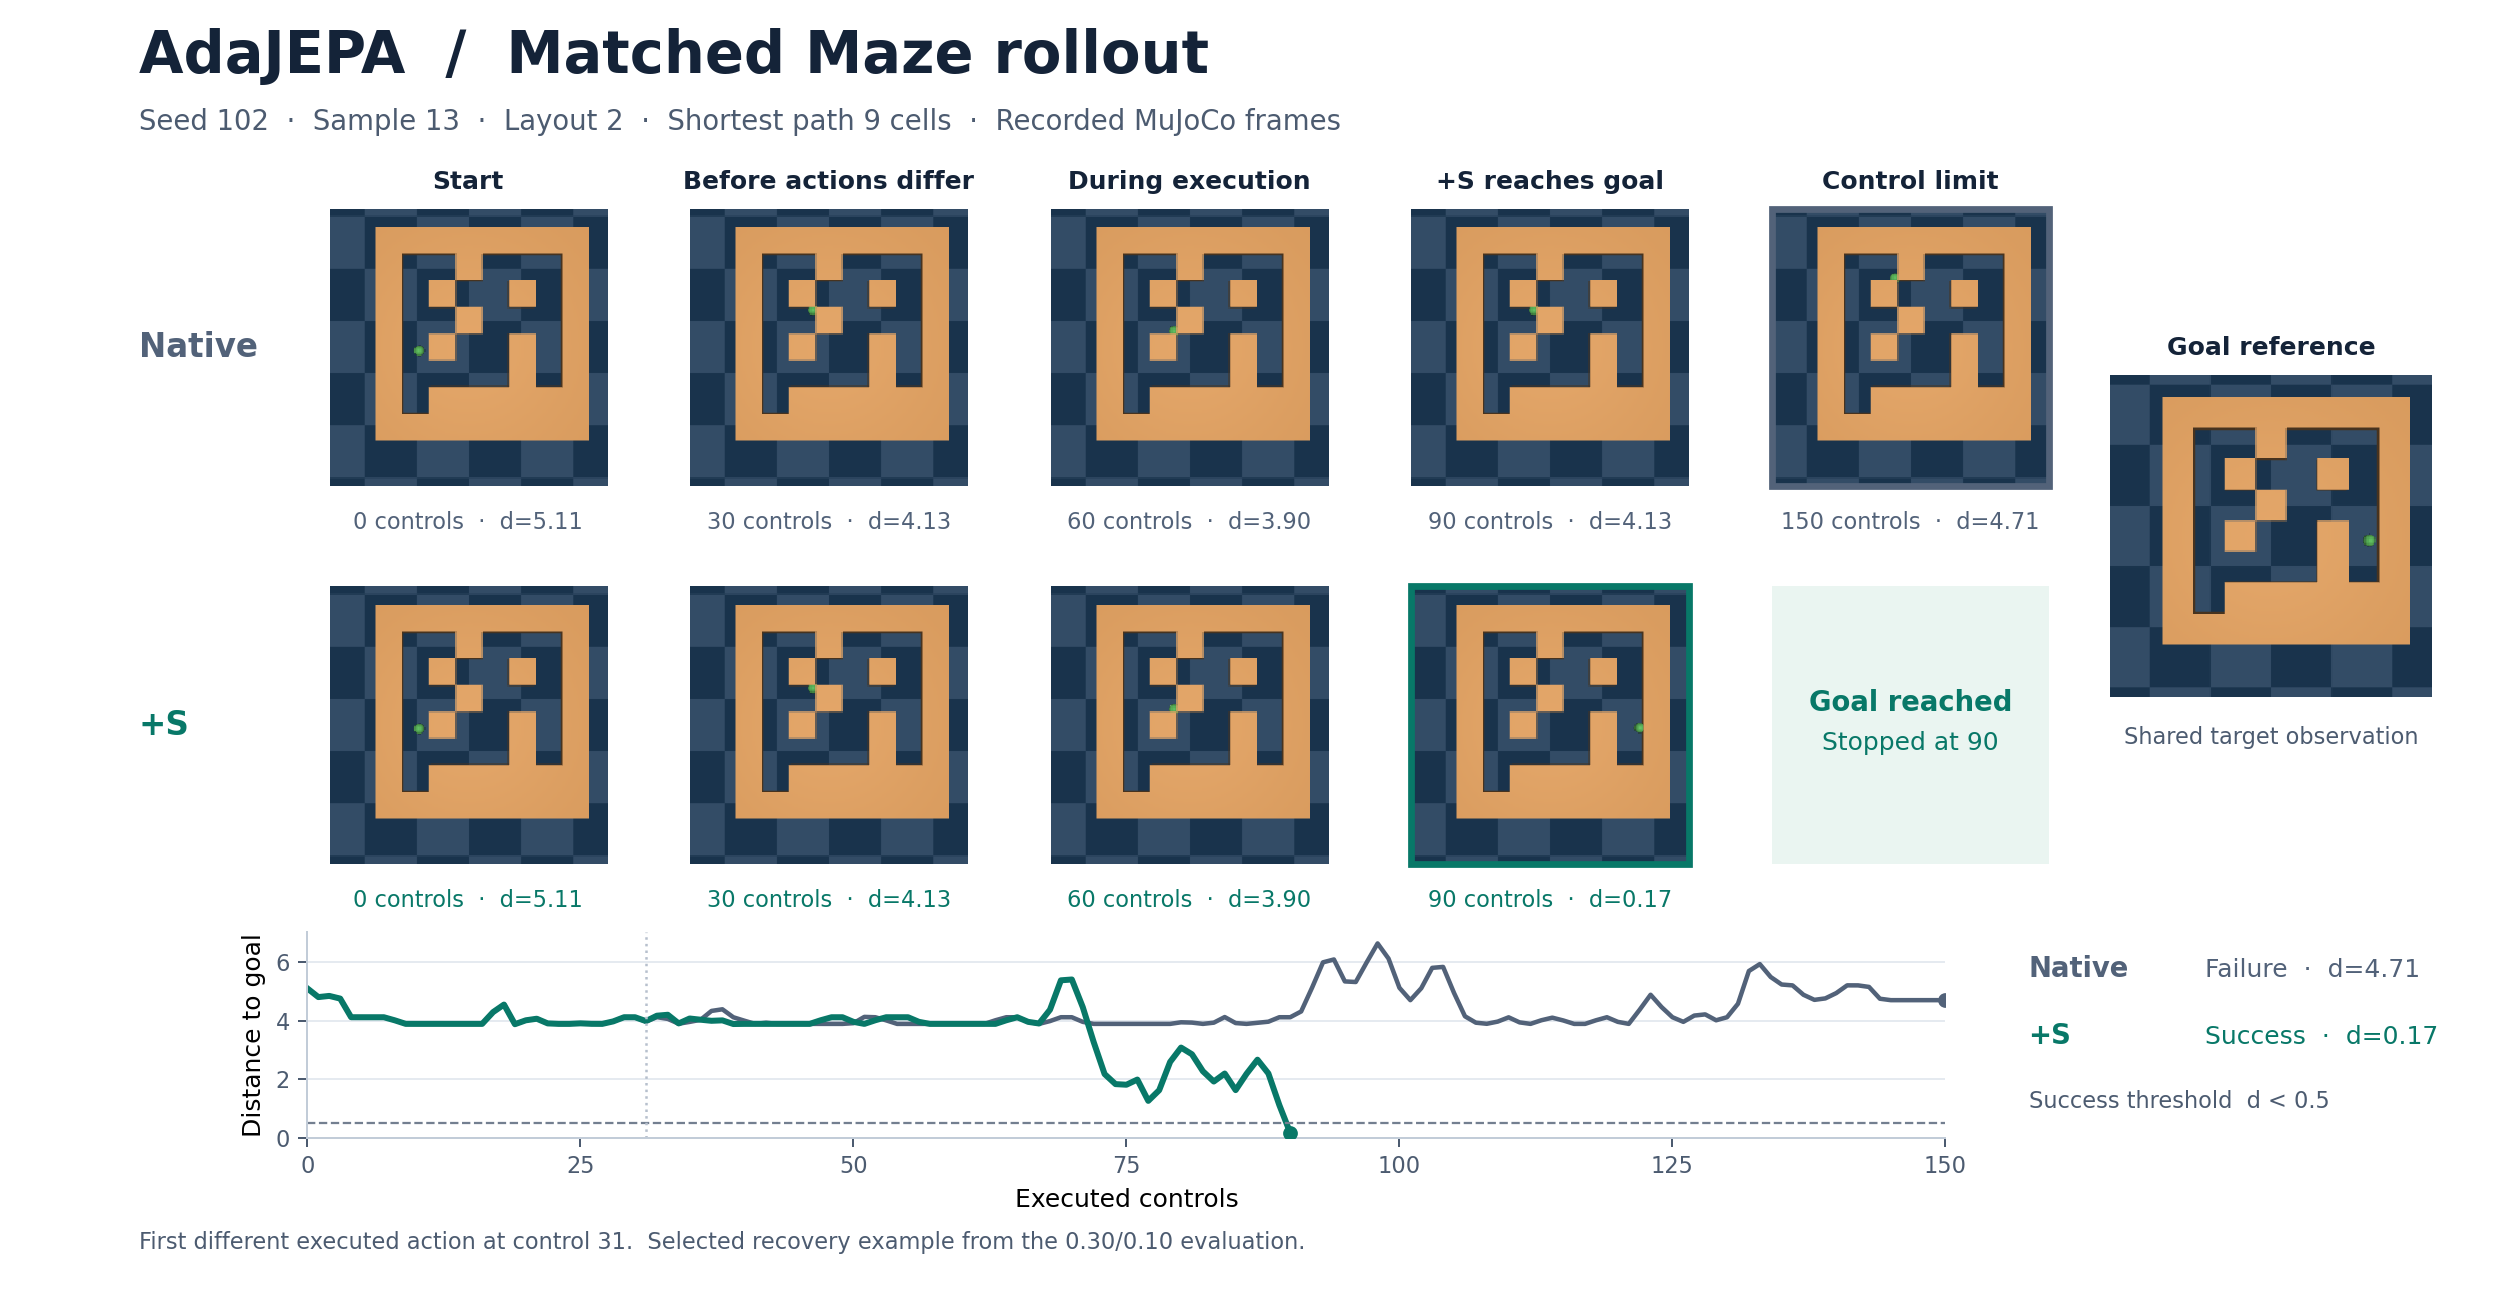 AdaJEPA / Matched Maze rollout
Seed 102 · Sample 13 · Layout 2 · Shortest path 9 cells · Recorded MuJoCo frames
Start
Before actions differ
During execution
+S reaches goal
Control limit
Native
0 controls · d=5.11
30 controls · d=4.13
60 controls · d=3.90
90 controls · d=4.13
150 controls · d=4.71
Goal reference
Shared target observation
+S
Goal reached
Stopped at 90
0 controls · d=5.11
30 controls · d=4.13
60 controls · d=3.90
90 controls · d=0.17
Distance to goal
6
4
2
0
0
25
50
75
100
125
150
Executed controls
Native
Failure · d=4.71
+S
Success · d=0.17
Success threshold d < 0.5
First different executed action at control 31. Selected recovery example from the 0.30/0.10 evaluation.